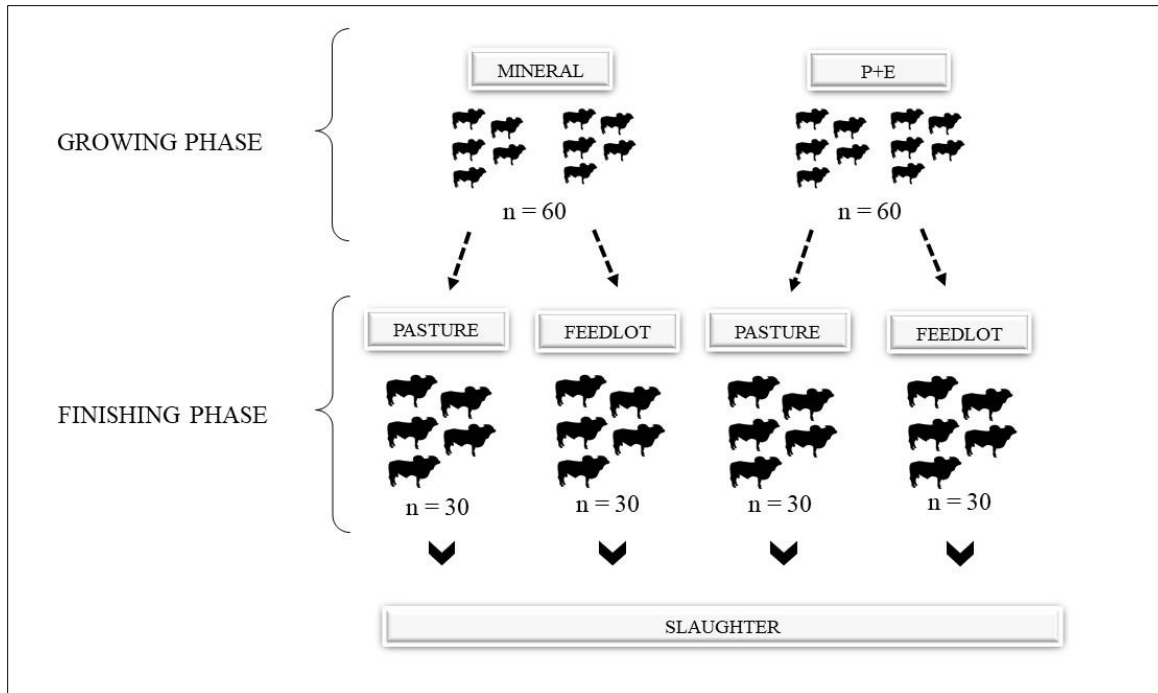 MINERAL
P+E
GROWING PHASE
n = 60
n = 60
PASTURE
FEEDLOT
PASTURE
FEEDLOT
FINISHING PHASE
n = 30
n = 30
n = 30
n = 30
SLAUGHTER